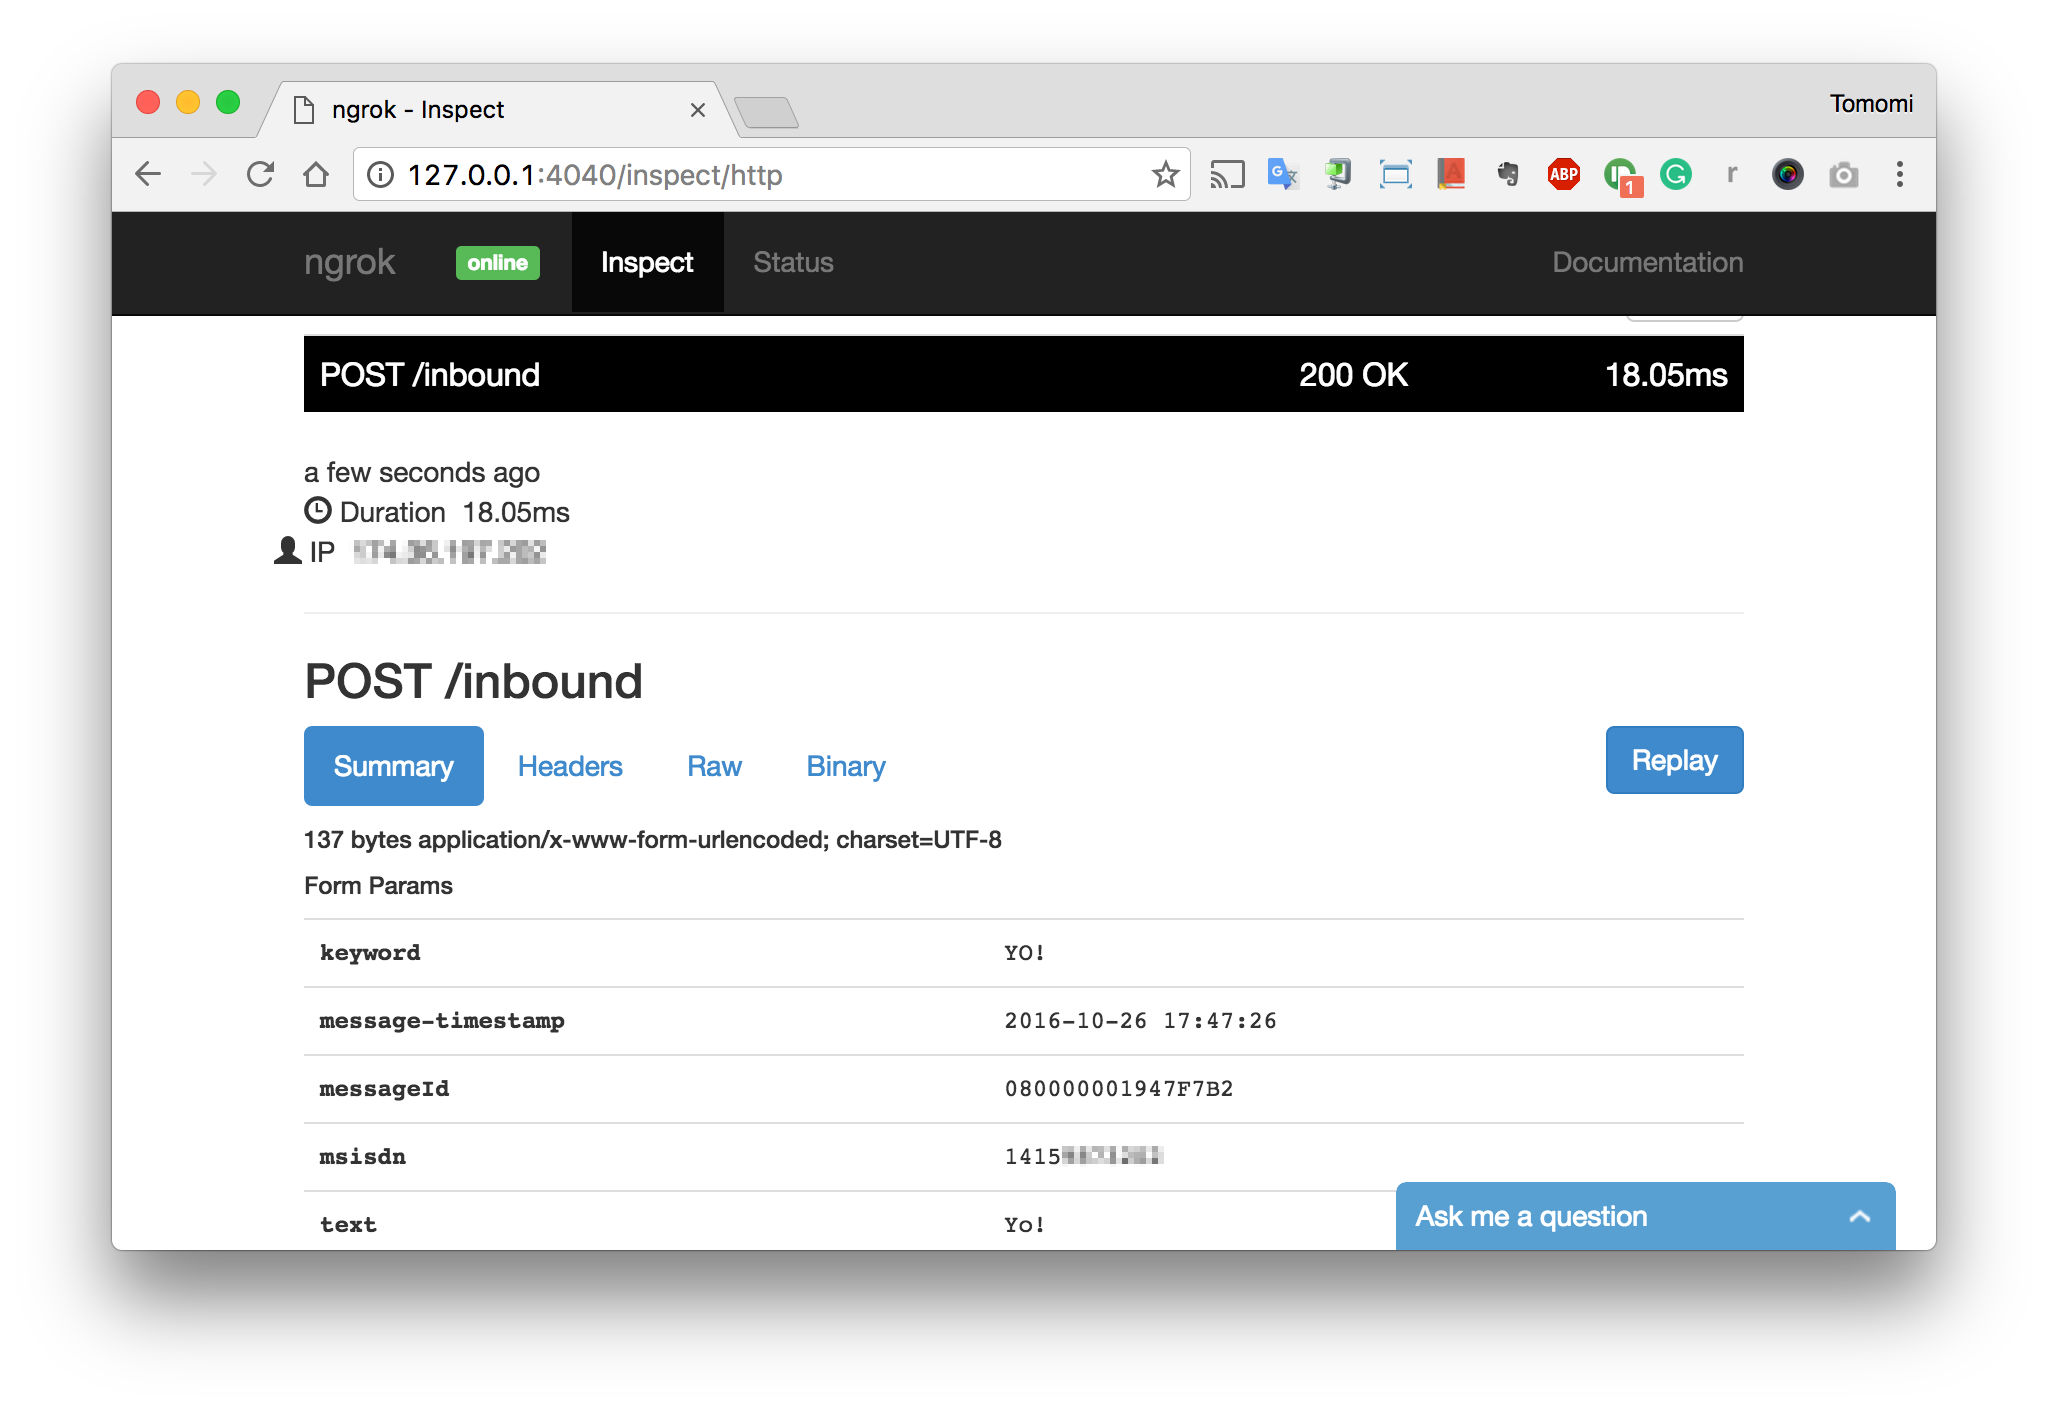 ngrok - Inspect
Tomomi
127.0.0.1:4040/inspect/http
ABP
1
r
ngrok online Inspect Status Documentation
POST /inbound 200 OK 18.05ms
a few seconds ago
Duration 18.05ms
IP
POST /inbound
Summary Headers Raw Binary Replay
137 bytes application/x-www-form-urlencoded; charset=UTF-8
Form Params
keyword YO!
message-timestamp 2016-10-26 17:47:26
messageId 080000001947F7B2
msisdn 1415
text Yo!
Ask me a question